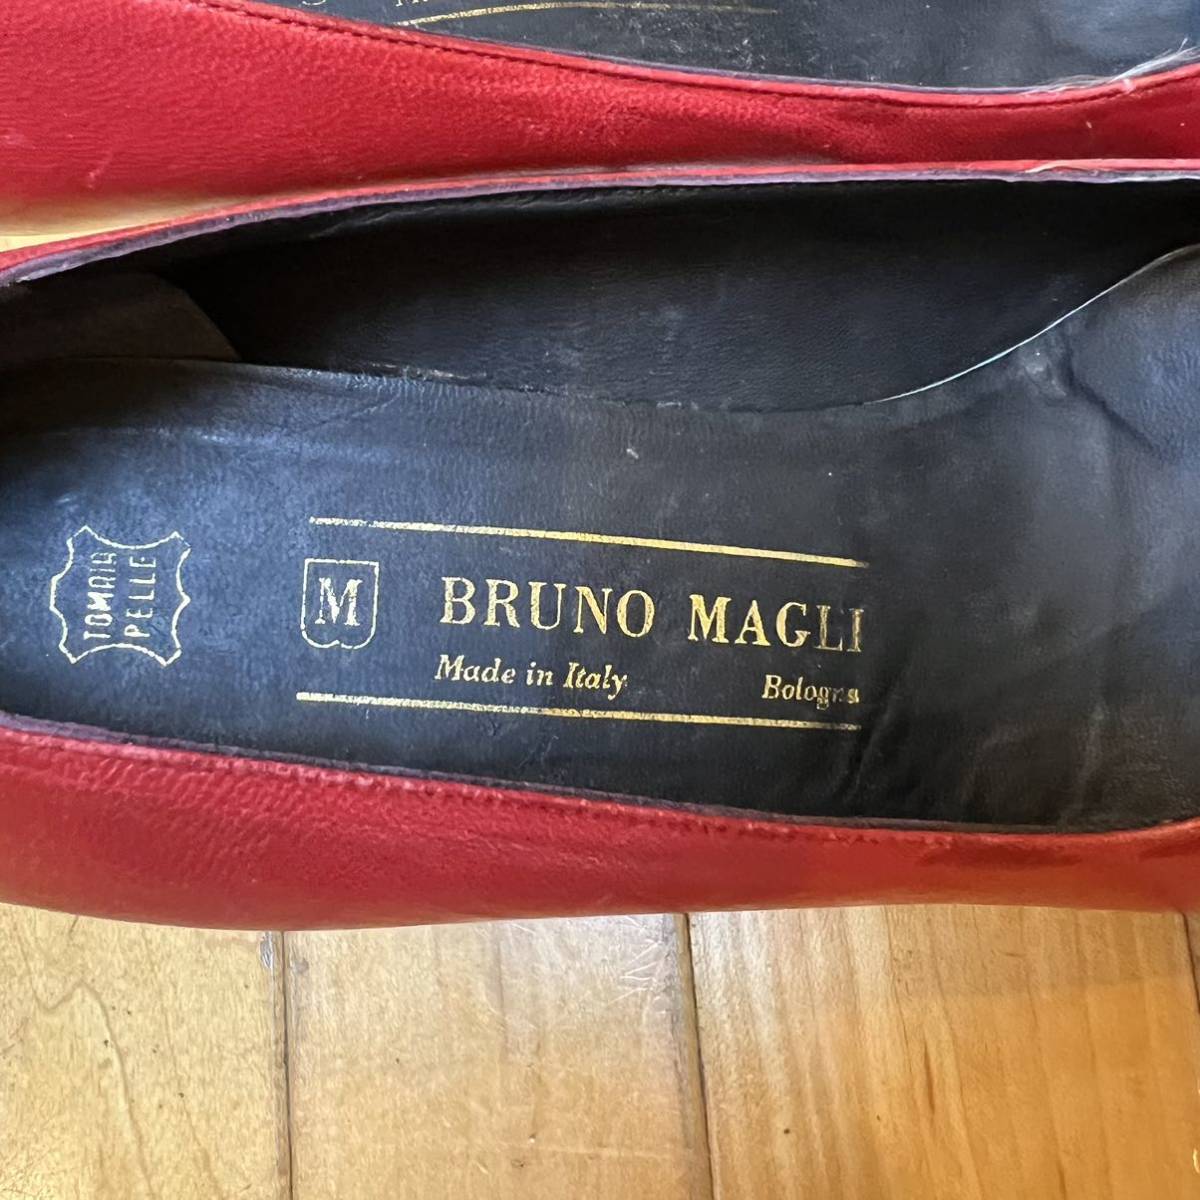 TOMAIA
PELLE
M
BRUNO MAGLI
Made in Italy Bologna